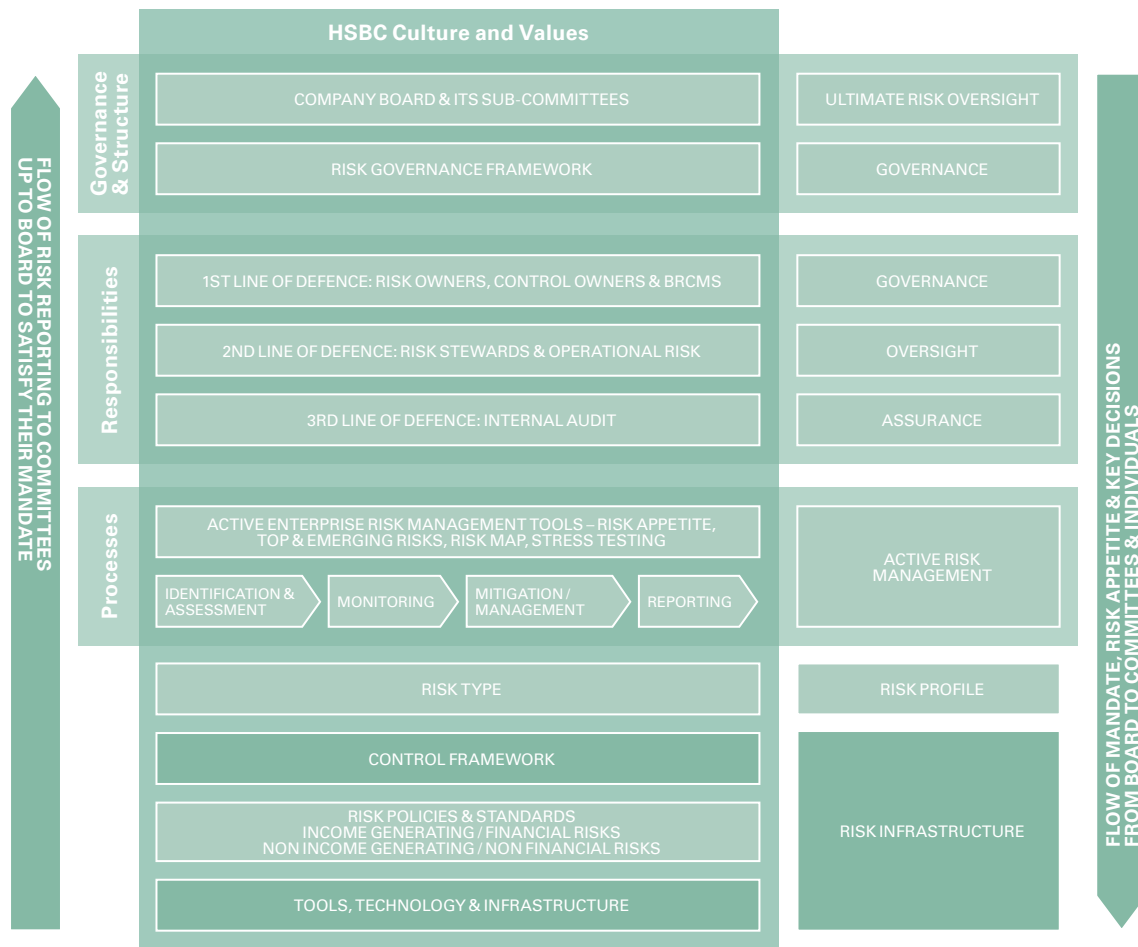 HSBC Culture and Values
FLOW OF RISK REPORTING TO COMMITTEES
UP TO BOARD TO SATISFY THEIR MANDATE
Governance
& Structure
COMPANY BOARD & ITS SUB-COMMITTEES
ULTIMATE RISK OVERSIGHT
RISK GOVERNANCE FRAMEWORK
GOVERNANCE
Responsibilities
1ST LINE OF DEFENCE: RISK OWNERS, CONTROL OWNERS & BRCMS
GOVERNANCE
2ND LINE OF DEFENCE: RISK STEWARDS & OPERATIONAL RISK
OVERSIGHT
3RD LINE OF DEFENCE: INTERNAL AUDIT
ASSURANCE
Processes
ACTIVE ENTERPRISE RISK MANAGEMENT TOOLS – RISK APPETITE,
TOP & EMERGING RISKS, RISK MAP, STRESS TESTING
IDENTIFICATION &
ASSESSMENT
MONITORING
MITIGATION /
MANAGEMENT
REPORTING
ACTIVE RISK
MANAGEMENT
RISK TYPE
RISK PROFILE
CONTROL FRAMEWORK
RISK POLICIES & STANDARDS
INCOME GENERATING / FINANCIAL RISKS
NON INCOME GENERATING / NON FINANCIAL RISKS
TOOLS, TECHNOLOGY & INFRASTRUCTURE
RISK INFRASTRUCTURE
FLOW OF MANDATE, RISK APPETITE & KEY DECISIONS
FROM BOARD TO COMMITTEES & INDIVIDUALS